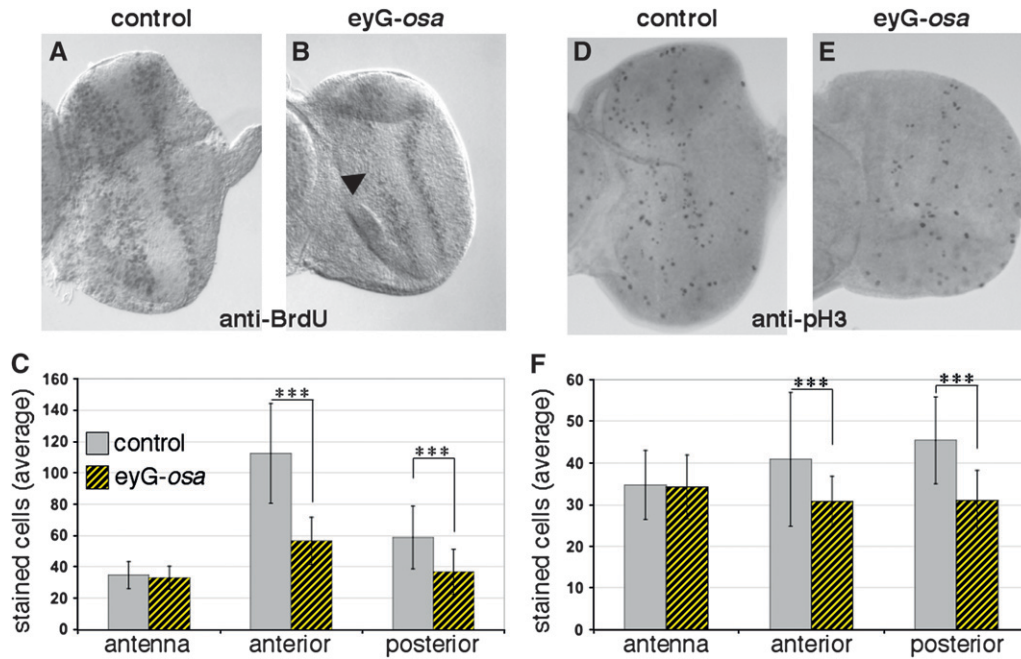 control eyG-osa control eyG-osa
A B D E
anti-BrdU anti-pH3
C
stained cells (average)
160
140
120
100
80
60
40
20
0
control
eyG-osa
***
***
antenna anterior posterior
F
stained cells (average)
60
50
40
30
20
10
0
***
***
antenna anterior posterior